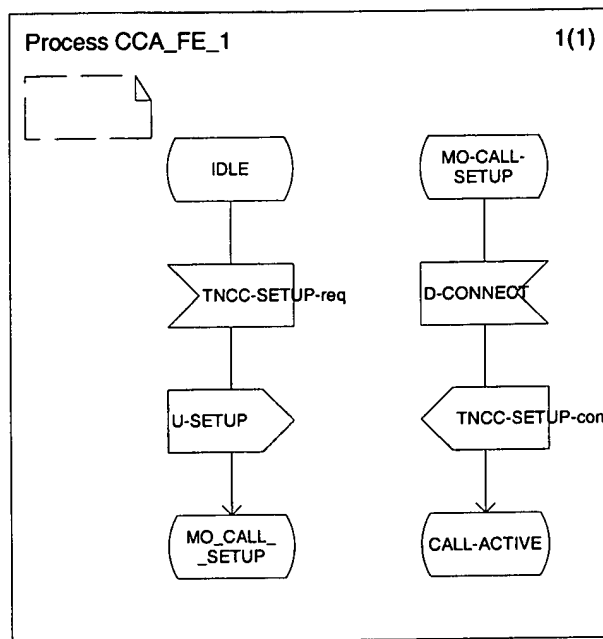 Process CCA_FE_1 1(1)
IDLE
TNCC-SETUP-req
U-SETUP
MO_CALL_
_SETUP
MO-CALL-
SETUP
D-CONNECT
TNCC-SETUP-con
CALL-ACTIVE